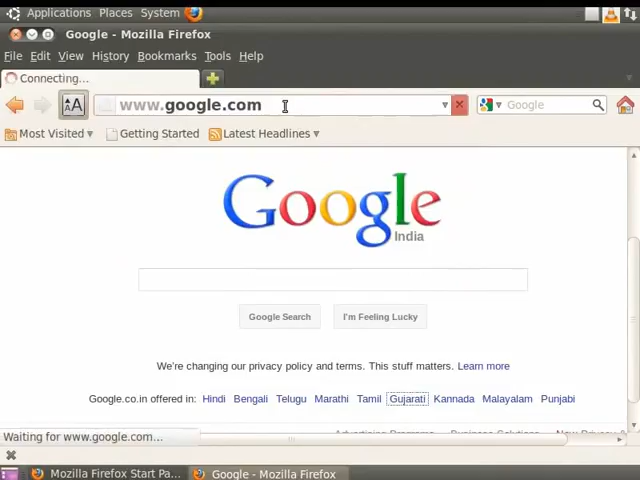 Applications Places System
Google - Mozilla Firefox
File Edit View History Bookmarks Tools Help
Connecting...
AA www.google.com Google
Most Visited Getting Started Latest Headlines
Google
India
Google Search I'm Feeling Lucky
We're changing our privacy policy and terms. This stuff matters. Learn more
Google.co.in offered in: Hindi Bengali Telugu Marathi Tamil Gujarati Kannada Malayalam Punjabi
Waiting for www.google.com...
Mozilla Firefox Start Pa... Google - Mozilla Firefox